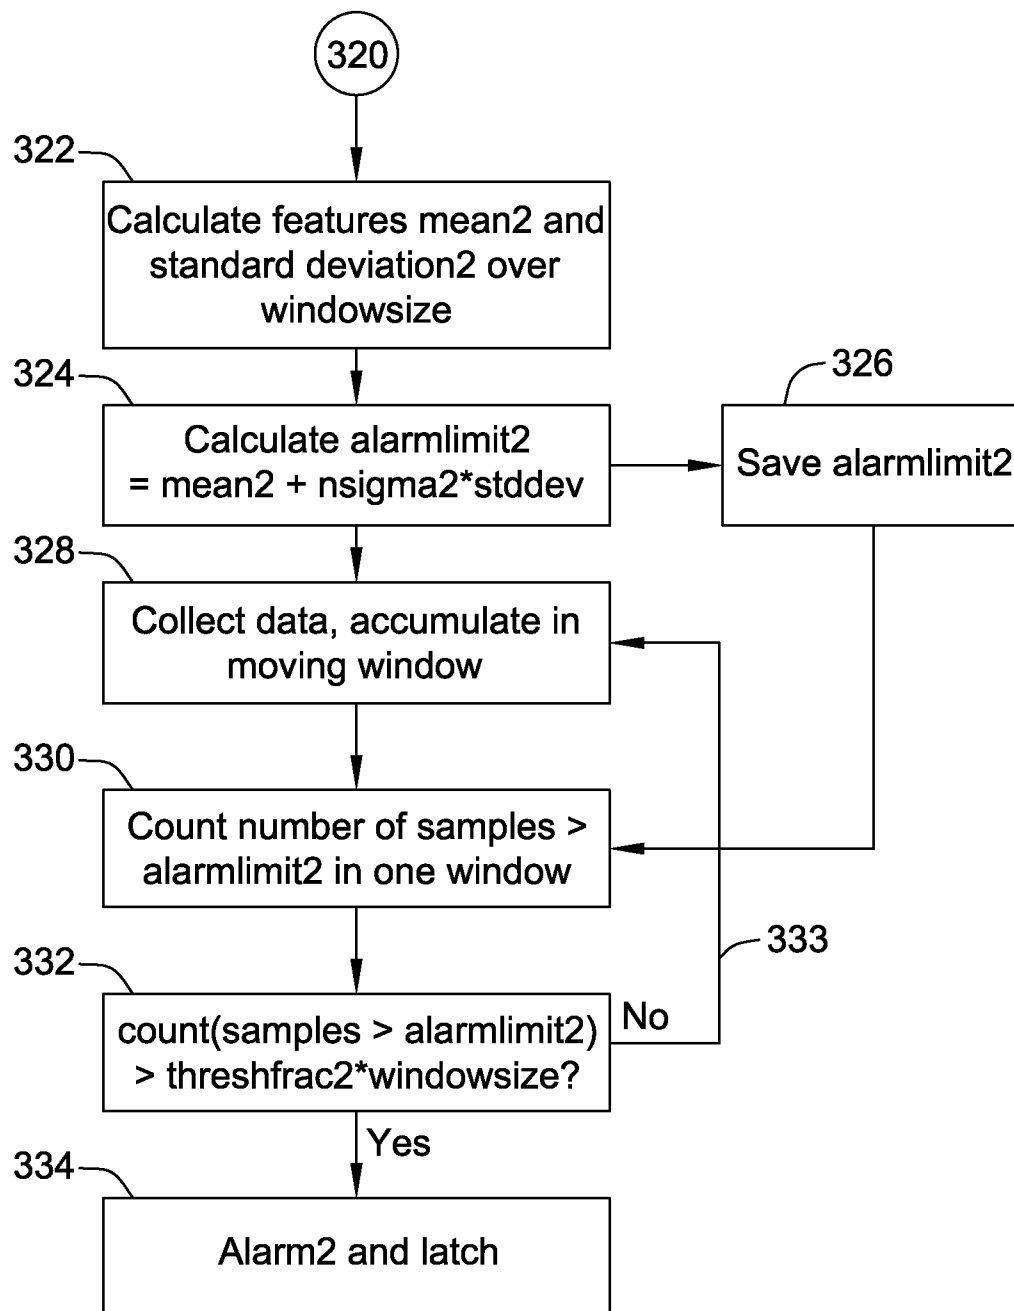 320
322
Calculate features mean2 and
standard deviation2 over
windowsize
324
Calculate alarmlimit2
= mean2 + nsigma2*stddev
326
Save alarmlimit2
328
Collect data, accumulate in
moving window
330
Count number of samples >
alarmlimit2 in one window
333
332
count(samples > alarmlimit2)
> threshfrac2*windowsize?
No
Yes
334
Alarm2 and latch